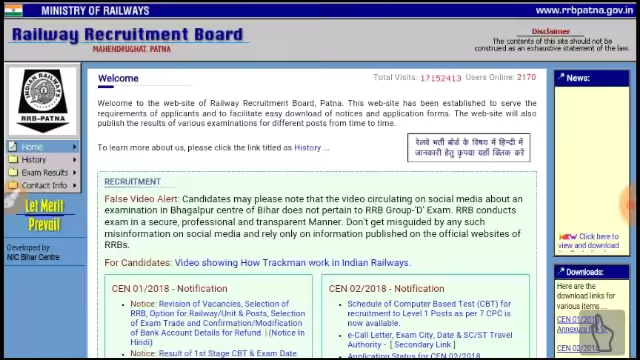 MINISTRY OF RAILWAYS
www.rrbpatna.gov.in
Railway Recruitment Board
MAHENDRUGHAT, PATNA
Disclaimer
The contents of this site should not be
construed as an exhaustive statement of the law.
INDIAN RAILWAYS
RRB-PATNA
Home
History
Exam Results
Contact Info
Let Merit
Prevail
Developed by
NIC Bihar Centre
Welcome
Total Visits: 17152413 Users Online: 2170
Welcome to the web-site of Railway Recruitment Board, Patna. This web-site has been established to serve the
requirements of applicants and to facilitate easy download of notices and application forms. The web-site will also
publish the results of various examinations for different posts from time to time.
To learn more about us, please click the link titled as History ...
रेलवे भर्ती बोर्ड के विषय में हिन्दी में
जानकारी हेतु कृपया यहाँ क्लिक करें
RECRUITMENT
False Video Alert: Candidates may please note that the video circulating on social media about an
examination in Bhagalpur centre of Bihar does not pertain to RRB Group-'D' Exam. RRB conducts
exam in a secure, professional and transparent Manner. Don't get misguided by any such
misinformation on social media and rely only on information published on the official websites of
RRBs.
For Candidates: Video showing How Trackman work in Indian Railways.
CEN 01/2018 - Notification
Notice: Revision of Vacancies, Selection of
RRB, Option for Railway/Unit & Posts, Selection
of Exam Trade and Confirmation/Modification
of Bank Account Details for Refund |(Notice in
Hindi)
Notice: Result of 1st Stage CBT & Exam Date
CEN 02/2018 - Notification
Schedule of Computer Based Test (CBT) for
recruitment to Level 1 Posts as per 7 CPC is
now available.
e-Call Letter, Exam City, Date & SC/ST Travel
Authority - [ Secondary Link ]
Application Status for CEN 02/2018
News:
NEW Click here to
view and download
the
Downloads:
Here are the
download links for
various items
CEN 01/2018
Annexure
CEN 02/2018